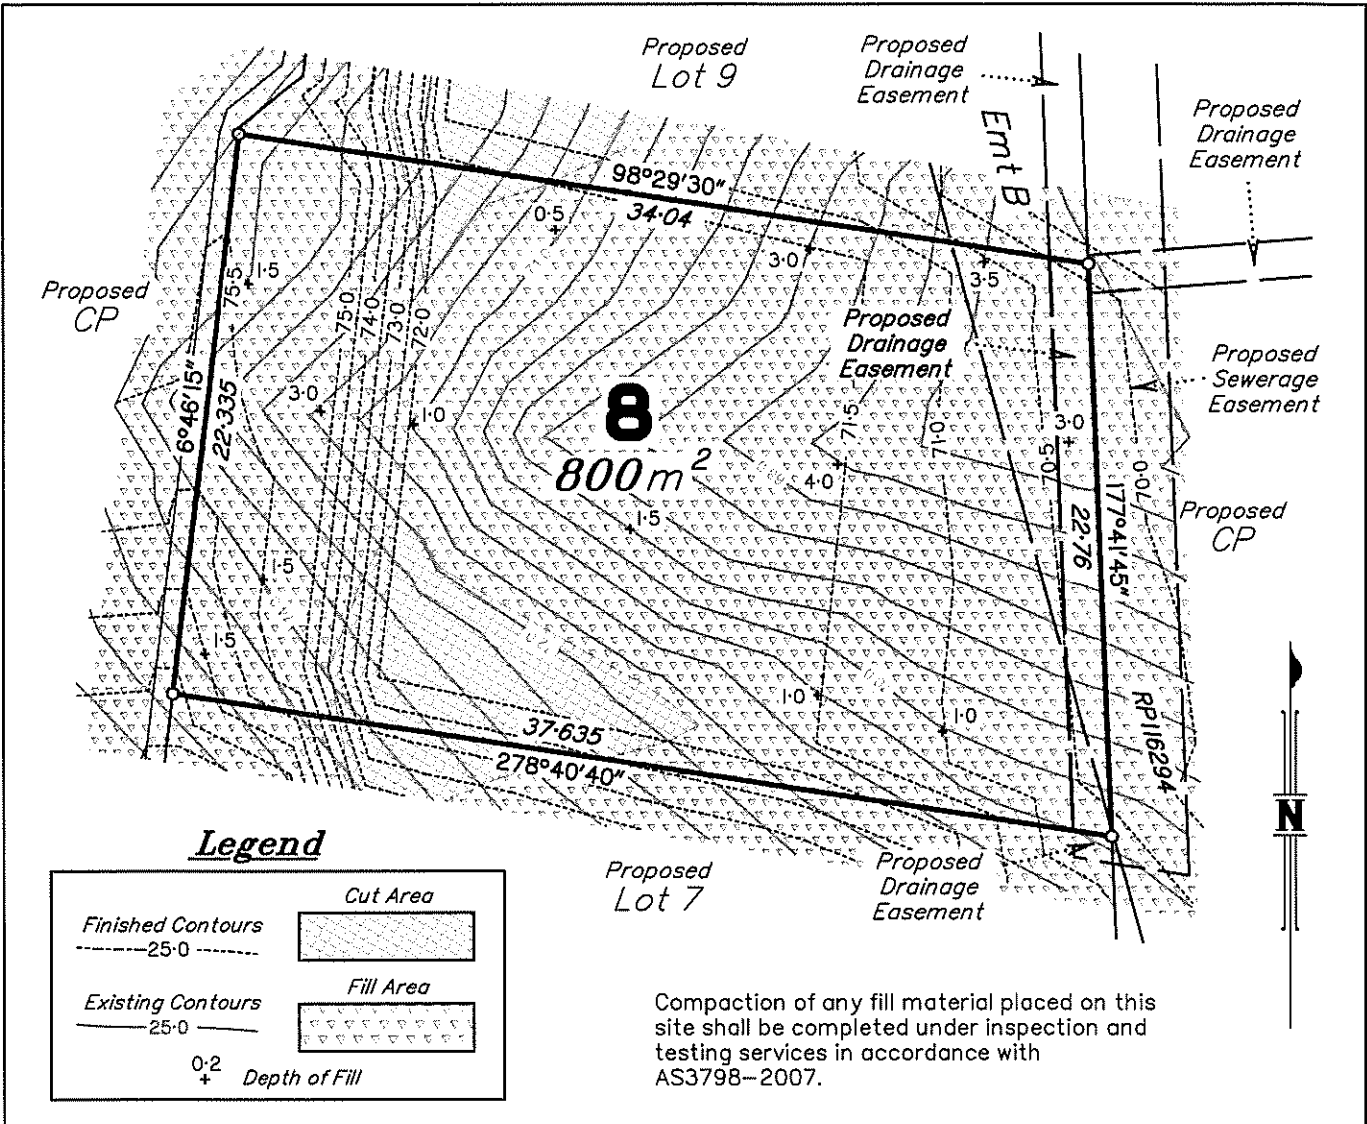 Proposed
Lot 9
Proposed
Drainage
Easement
Emt B
Proposed
Drainage
Easement
98°29'30"
34·04
0·5
3·0
3·5
75·5
1·5
75·0
74·0
73·0
72·0
Proposed
CP
Proposed
Drainage
Easement
Proposed
Sewerage
Easement
6°46'15"
22·335
3·0
1·0
8
800m²
71·5
71·0
70·5
3·0
70·0
4·0
1·5
177°41'45"
22·76
Proposed
CP
1·5
1·5
1·0
1·0
RP116294
37·635
278°40'40"
N
Proposed
Lot 7
Proposed
Drainage
Easement
Legend
Cut Area
Finished Contours
25·0
Fill Area
Existing Contours
25·0
0·2
Depth of Fill
Compaction of any fill material placed on this
site shall be completed under inspection and
testing services in accordance with
AS3798–2007.